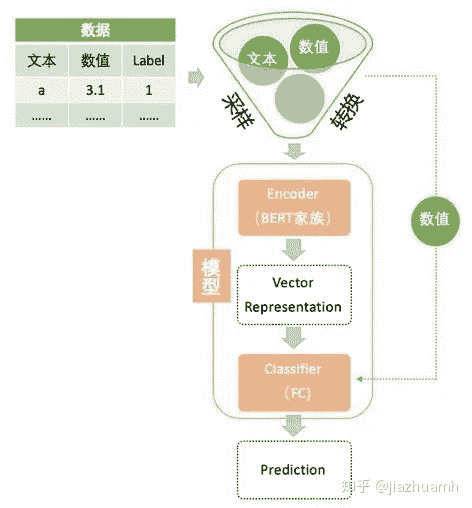 数据
文本 数值 Label
a 3.1 1
…… …… ……
文本
数值
采样
转换
Encoder
(BERT家族)
数值
模型
Vector
Representation
Classifier
(FC)
Prediction
知乎 @jiazhuamh